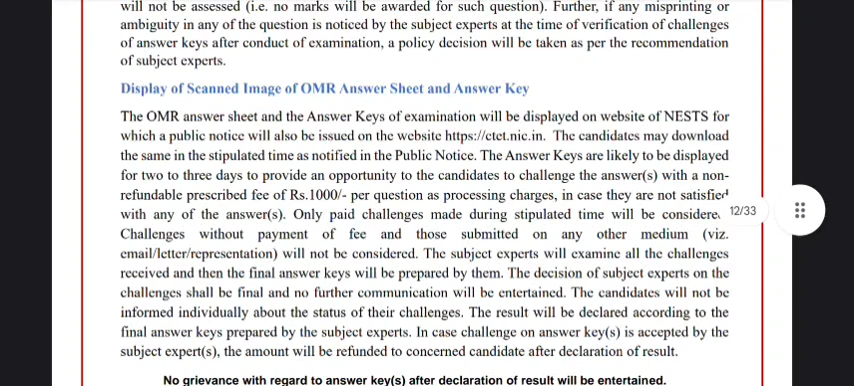 will not be assessed (i.e. no marks will be awarded for such question). Further, if any misprinting or
ambiguity in any of the question is noticed by the subject experts at the time of verification of challenges
of answer keys after conduct of examination, a policy decision will be taken as per the recommendation
of subject experts.
Display of Scanned Image of OMR Answer Sheet and Answer Key
The OMR answer sheet and the Answer Keys of examination will be displayed on website of NESTS for
which a public notice will also be issued on the website https://ctet.nic.in. The candidates may download
the same in the stipulated time as notified in the Public Notice. The Answer Keys are likely to be displayed
for two to three days to provide an opportunity to the candidates to challenge the answer(s) with a non-
refundable prescribed fee of Rs.1000/- per question as processing charges, in case they are not satisfied
with any of the answer(s). Only paid challenges made during stipulated time will be considere
12/33
Challenges without payment of fee and those submitted on any other medium (viz.
email/letter/representation) will not be considered. The subject experts will examine all the challenges
received and then the final answer keys will be prepared by them. The decision of subject experts on the
challenges shall be final and no further communication will be entertained. The candidates will not be
informed individually about the status of their challenges. The result will be declared according to the
final answer keys prepared by the subject experts. In case challenge on answer key(s) is accepted by the
subject expert(s), the amount will be refunded to concerned candidate after declaration of result.
No grievance with regard to answer key(s) after declaration of result will be entertained.